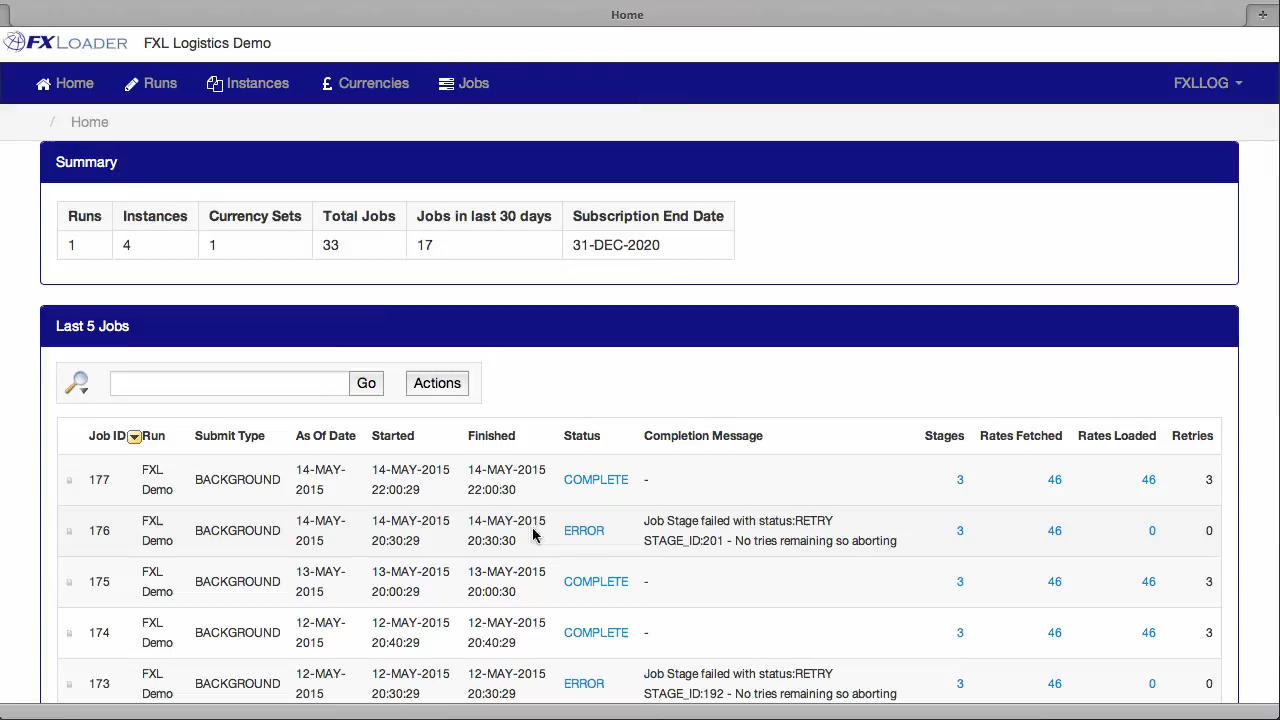 Home
FXLOADER FXL Logistics Demo
Home Runs Instances £ Currencies Jobs FXLLOG
/ Home
Summary
Runs Instances Currency Sets Total Jobs Jobs in last 30 days Subscription End Date
1 4 1 33 17 31-DEC-2020
Last 5 Jobs
Go Actions
Job ID Run Submit Type As Of Date Started Finished Status Completion Message Stages Rates Fetched Rates Loaded Retries
177 FXL Demo BACKGROUND 14-MAY-2015 14-MAY-2015 22:00:29 14-MAY-2015 22:00:30 COMPLETE - 3 46 46 3
176 FXL Demo BACKGROUND 14-MAY-2015 14-MAY-2015 20:30:29 14-MAY-2015 20:30:30 ERROR Job Stage failed with status:RETRY STAGE_ID:201 - No tries remaining so aborting 3 46 0 0
175 FXL Demo BACKGROUND 13-MAY-2015 13-MAY-2015 20:00:29 13-MAY-2015 20:00:30 COMPLETE - 3 46 46 3
174 FXL Demo BACKGROUND 12-MAY-2015 12-MAY-2015 20:40:29 12-MAY-2015 20:40:29 COMPLETE - 3 46 46 3
173 FXL Demo BACKGROUND 12-MAY-2015 12-MAY-2015 20:30:29 12-MAY-2015 20:30:29 ERROR Job Stage failed with status:RETRY STAGE_ID:192 - No tries remaining so aborting 3 46 0 0